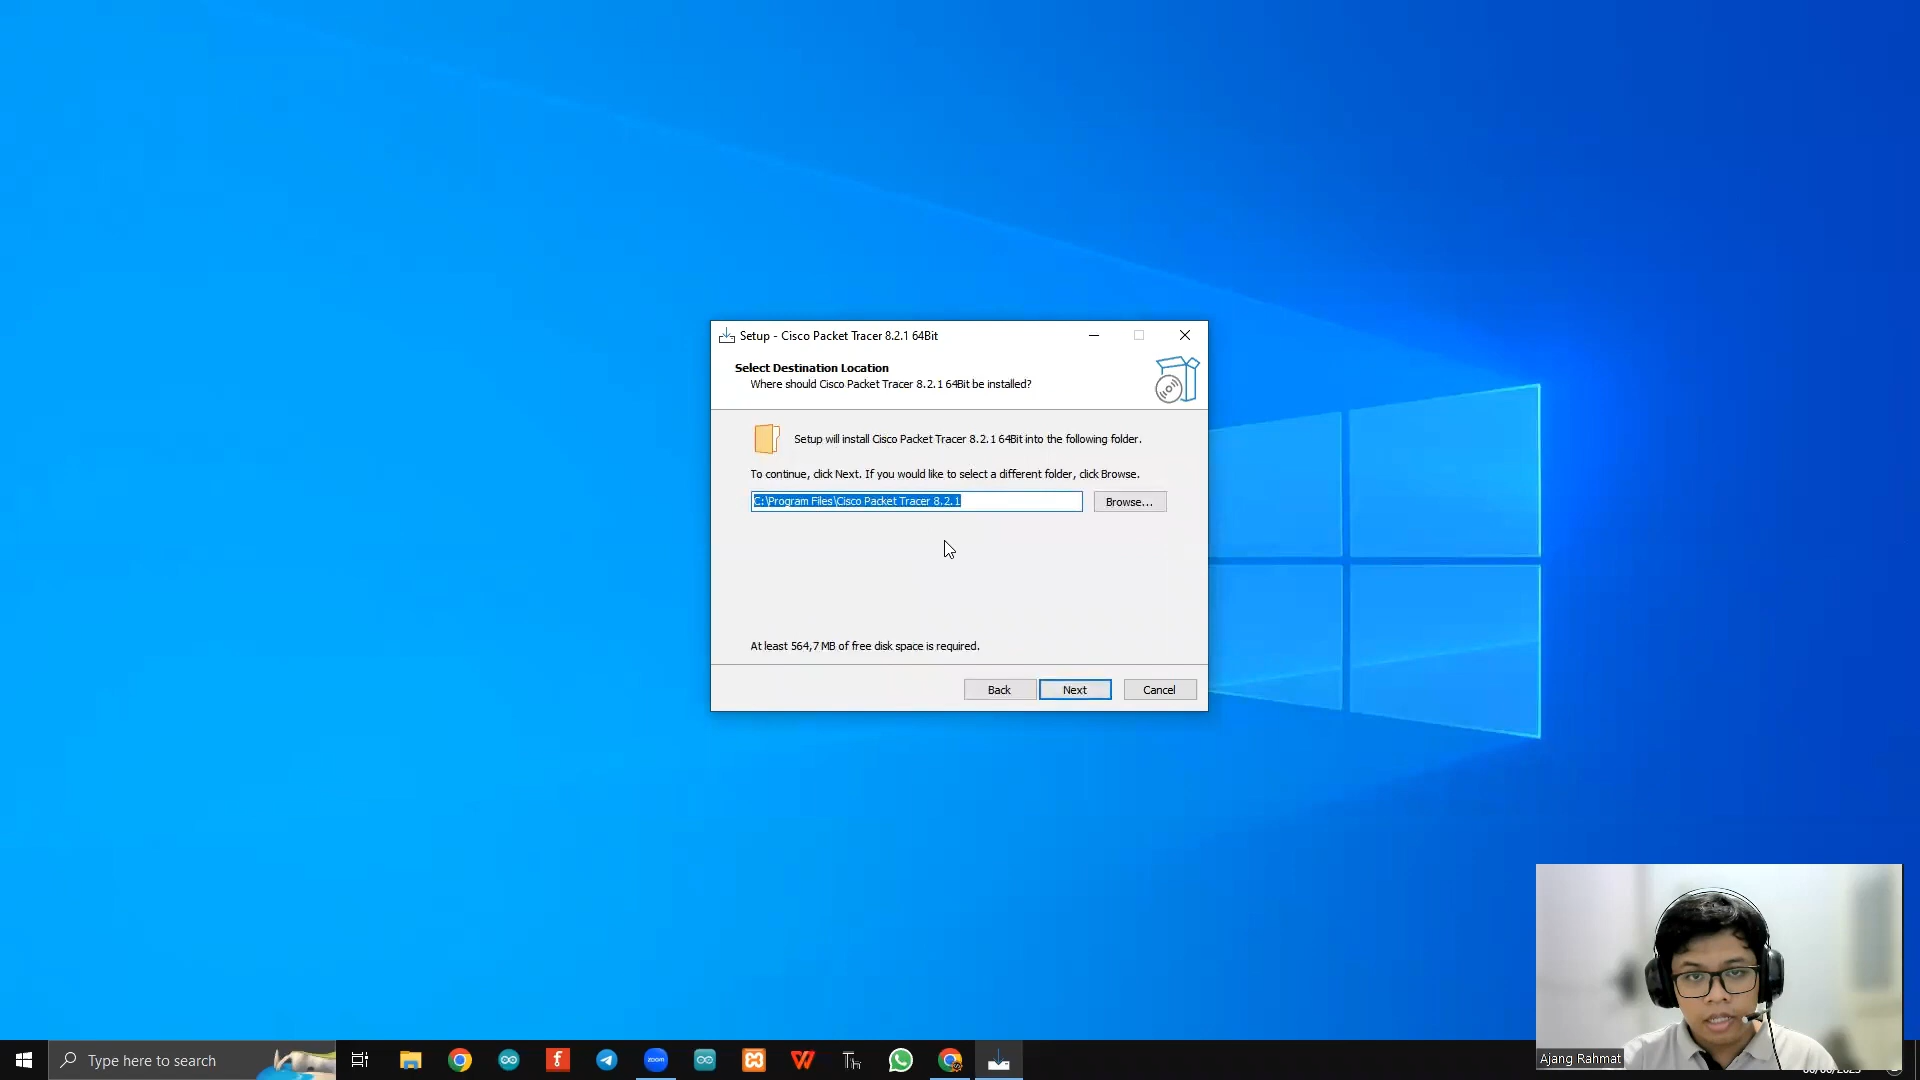 Setup - Cisco Packet Tracer 8.2.1 64Bit
Select Destination Location
Where should Cisco Packet Tracer 8.2.1 64Bit be installed?
Setup will install Cisco Packet Tracer 8.2.1 64Bit into the following folder.
To continue, click Next. If you would like to select a different folder, click Browse.
C:\Program Files\Cisco Packet Tracer 8.2.1
Browse...
At least 564,7 MB of free disk space is required.
Back
Next
Cancel
Ajang Rahmat
Type here to search
zoom